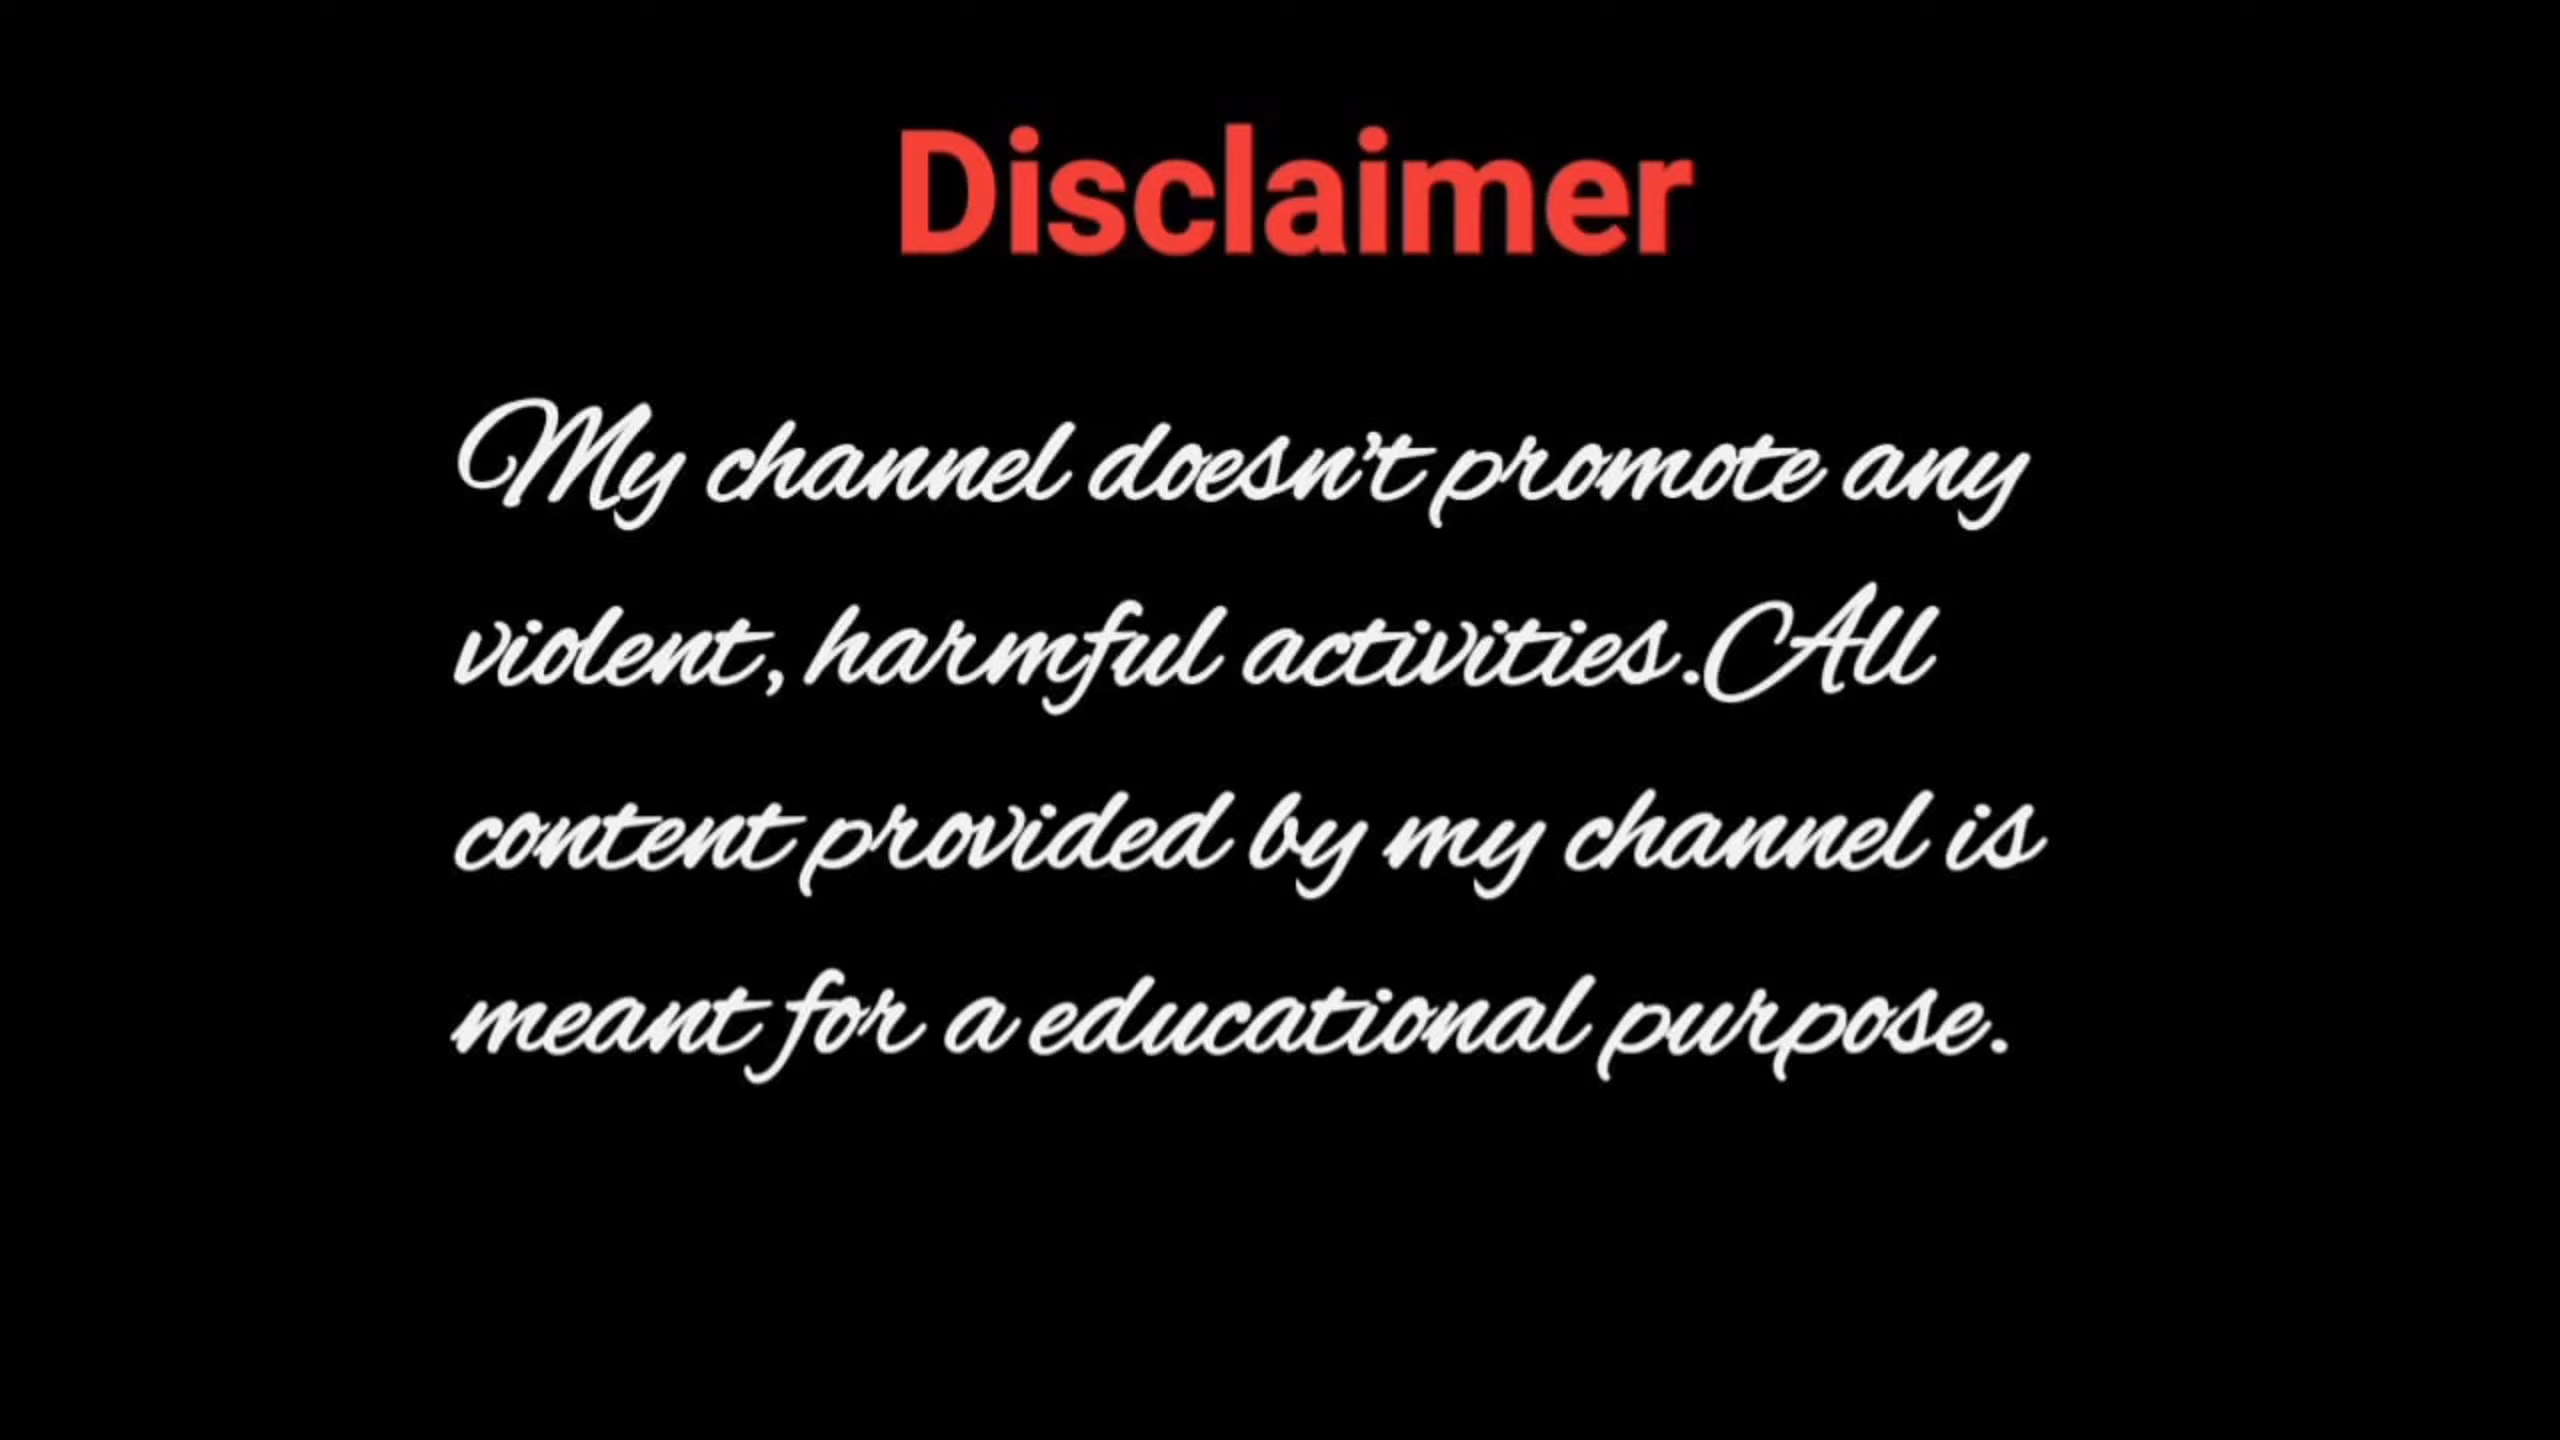 Disclaimer
My channel doesn't promote any
violent, harmful activities.All
content provided by my channel is
meant for a educational purpose.